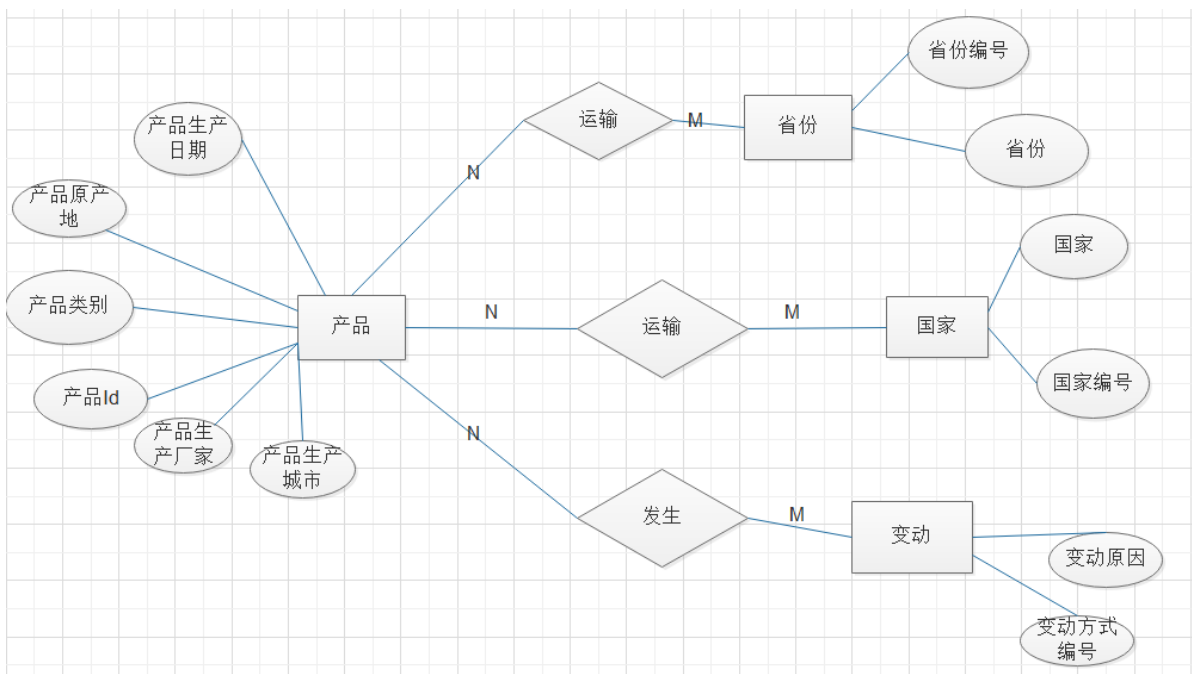 省份编号
运输
M
省份
省份
产品生产
日期
N
产品原产
地
国家
产品类别
产品
N
运输
M
国家
国家编号
产品Id
产品生
产厂家
N
产品生产
城市
发生
M
变动
变动原因
变动方式
编号